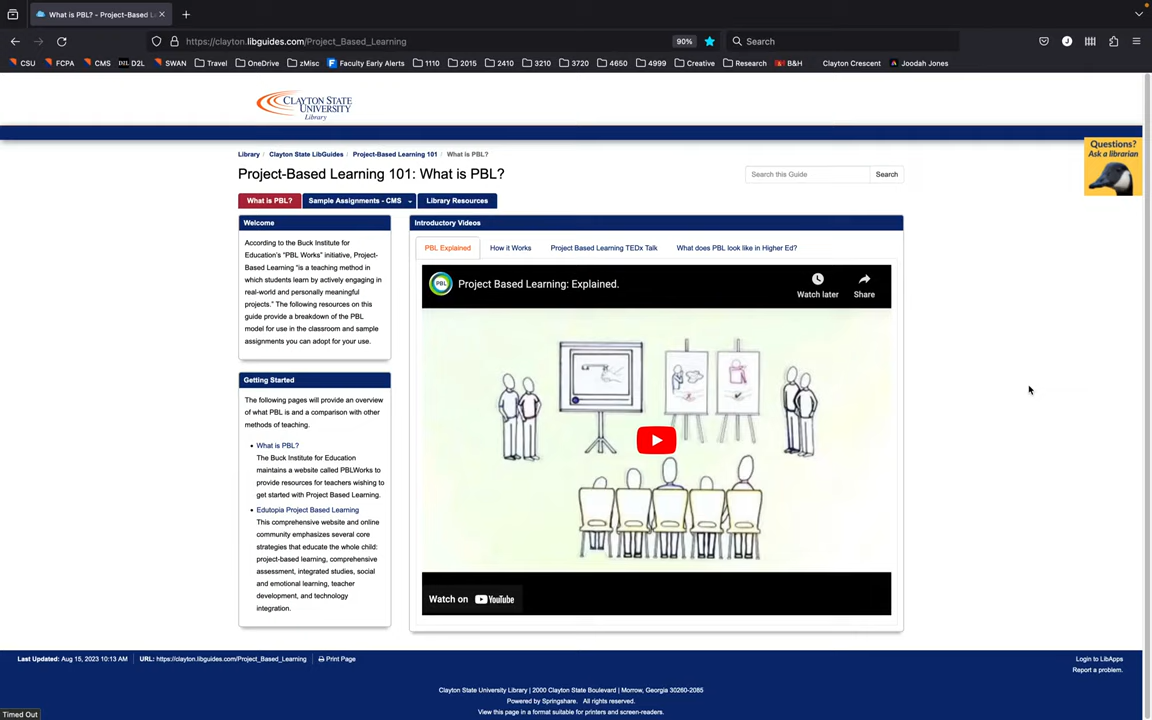 What is PBL? - Project-Based L
https://clayton.libguides.com/Project_Based_Learning
90%
Search
CSU FCPA CMS D2L D2L SWAN Travel OneDrive zMisc Faculty Early Alerts 1110 2015 2410 3210 3720 4650 4999 Creative Research B&H Clayton Crescent Joodah Jones
CLAYTON STATE
UNIVERSITY
Library
Questions?
Ask a librarian
Library / Clayton State LibGuides / Project-Based Learning 101 / What is PBL?
Project-Based Learning 101: What is PBL?
Search this Guide Search
What is PBL? Sample Assignments - CMS Library Resources
Welcome
According to the Buck Institute for
Education's "PBL Works" initiative, Project-
Based Learning "is a teaching method in
which students learn by actively engaging in
real-world and personally meaningful
projects." The following resources on this
guide provide a breakdown of the PBL
model for use in the classroom and sample
assignments you can adopt for your use.
Getting Started
The following pages will provide an overview
of what PBL is and a comparison with other
methods of teaching.
• What is PBL?
The Buck Institute for Education
maintains a website called PBLWorks to
provide resources for teachers wishing to
get started with Project Based Learning.
• Edutopia Project Based Learning
This comprehensive website and online
community emphasizes several core
strategies that educate the whole child:
project-based learning, comprehensive
assessment, integrated studies, social
and emotional learning, teacher
development, and technology
integration.
Introductory Videos
PBL Explained How it Works Project Based Learning TEDx Talk What does PBL look like in Higher Ed?
PBL Project Based Learning: Explained.
Watch later Share
Watch on YouTube
Last Updated: Aug 15, 2023 10:13 AM URL: https://clayton.libguides.com/Project_Based_Learning Print Page
Login to LibApps
Report a problem.
Clayton State University Library | 2000 Clayton State Boulevard | Morrow, Georgia 30260-2085
Powered by Springshare. All rights reserved.
View this page in a format suitable for printers and screen-readers.
Timed Out